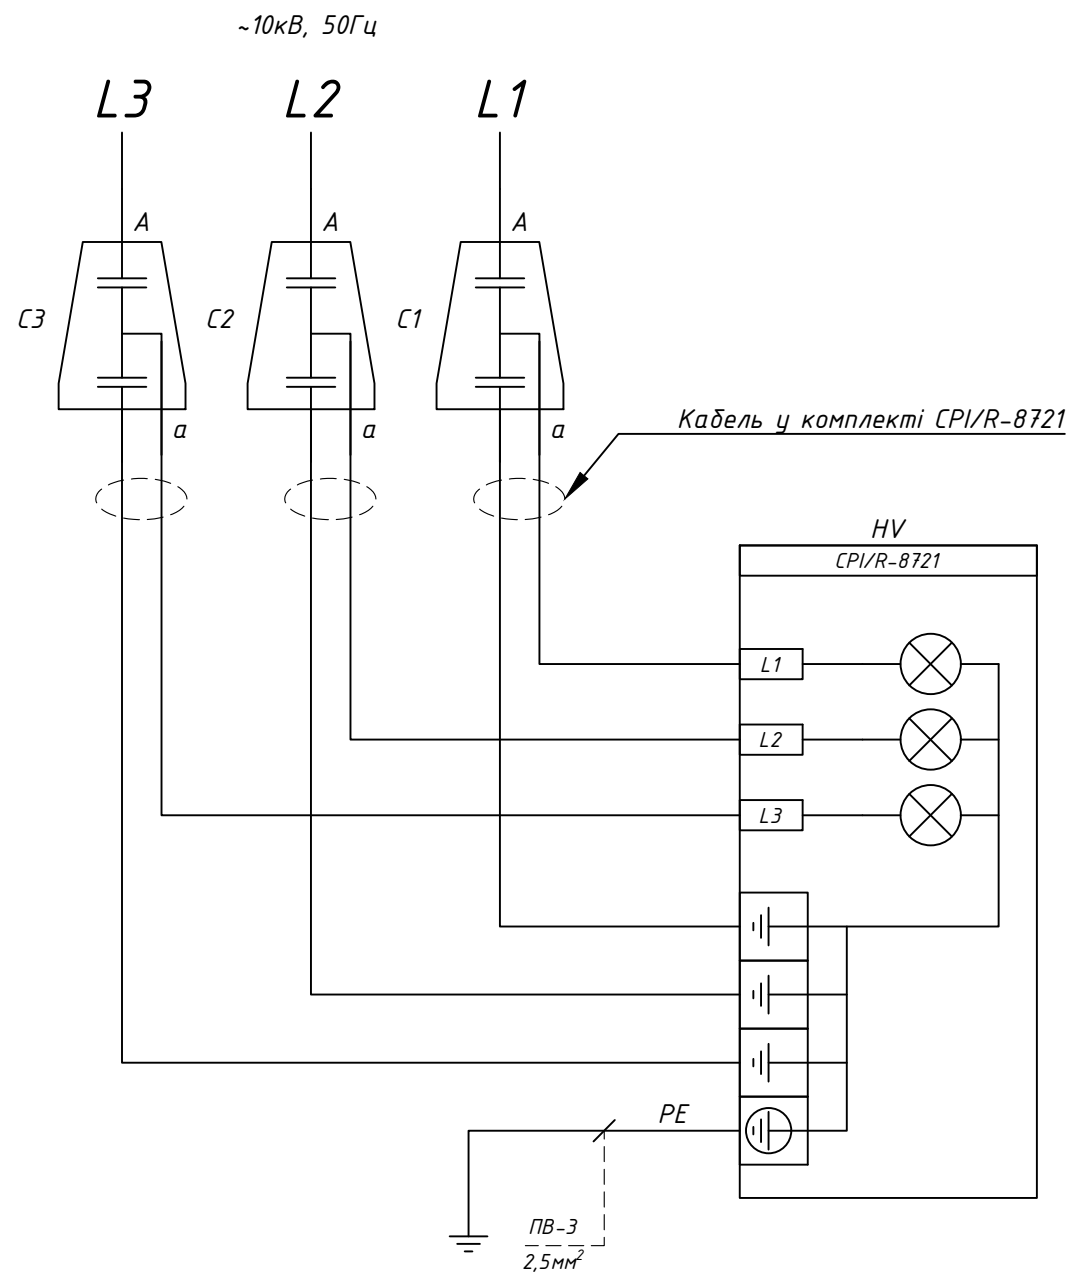 ~10кВ, 50Гц
L3 L2 L1
A A A
C3 C2 C1
a a a
Кабель у комплекті CPI/R-8721
HV
CPI/R-8721
L1
L2
L3
PE
ПВ-3
2,5мм²